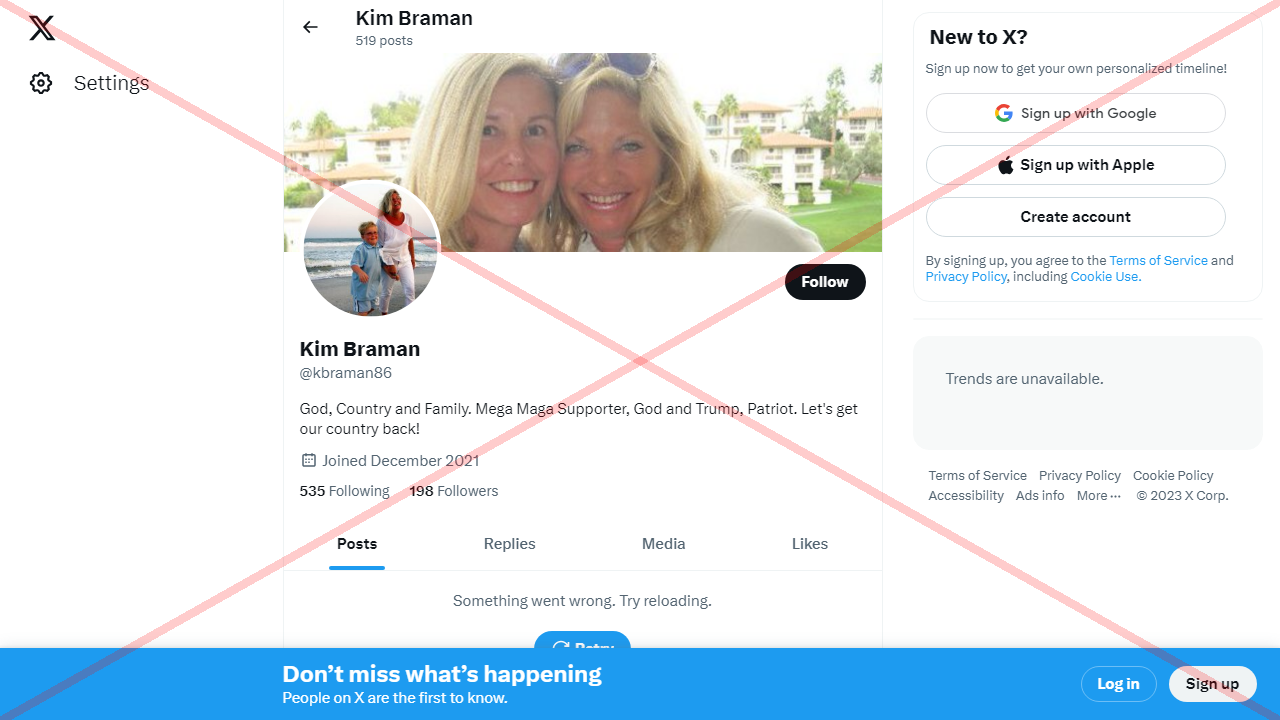 Settings
Kim Braman
519 posts
Follow
Kim Braman
@kbraman86
God, Country and Family. Mega Maga Supporter, God and Trump, Patriot. Let's get
our country back!
Joined December 2021
535 Following 198 Followers
Posts Replies Media Likes
Something went wrong. Try reloading.
Retry
New to X?
Sign up now to get your own personalized timeline!
Sign up with Google
Sign up with Apple
Create account
By signing up, you agree to the Terms of Service and
Privacy Policy, including Cookie Use.
Trends are unavailable.
Terms of Service Privacy Policy Cookie Policy
Accessibility Ads info More ··· © 2023 X Corp.
Don’t miss what’s happening
People on X are the first to know.
Log in Sign up